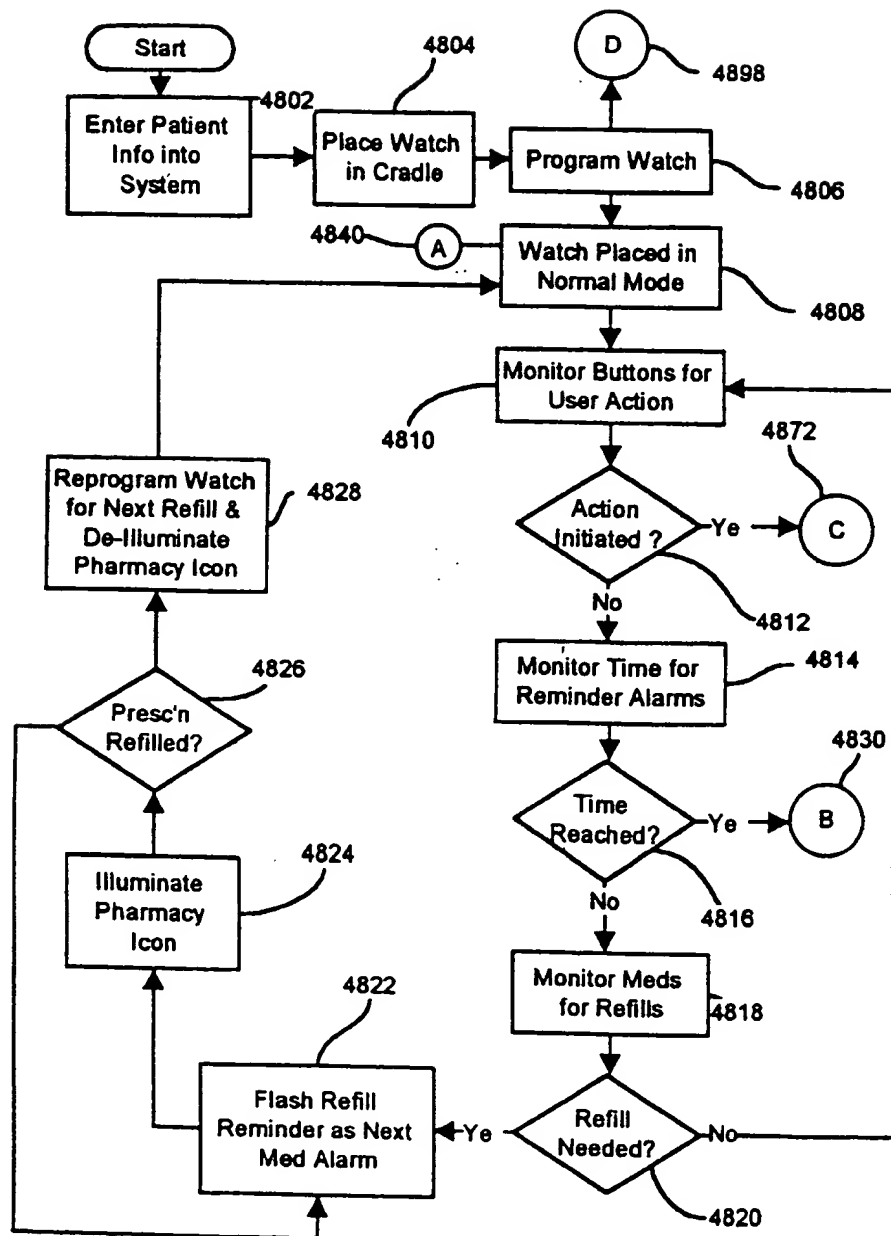 Start
4802
4804
D
4898
Enter Patient
Info into
System
Place Watch
in Cradle
Program Watch
4806
4840
A
Watch Placed in
Normal Mode
4808
Monitor Buttons for
User Action
4810
4872
Reprogram Watch
for Next Refill &
De-Illuminate
Pharmacy Icon
4828
Action
Initiated ?
Ye
C
4812
No
4826
Monitor Time for
Reminder Alarms
4814
Presc'n
Refilled?
4830
Time
Reached?
Ye
B
4824
4816
Illuminate
Pharmacy
Icon
No
Monitor Meds
for Refills
4818
4822
Flash Refill
Reminder as Next
Med Alarm
Ye
Refill
Needed?
No
4820